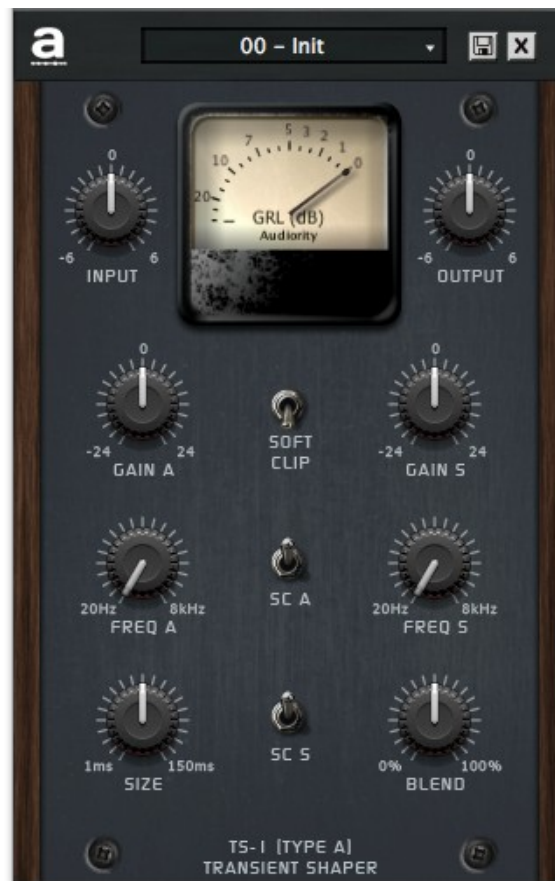 a
00 – Init
X
0
-6
6
INPUT
20
10
7
5
3
2
1
0
GRL (dB)
Audiority
0
-6
6
OUTPUT
0
-24
24
GAIN A
SOFT
CLIP
0
-24
24
GAIN S
20Hz
8kHz
FREQ A
SC A
20Hz
8kHz
FREQ S
1ms
150ms
SIZE
SC S
0%
100%
BLEND
TS-1 [TYPE A]
TRANSIENT SHAPER